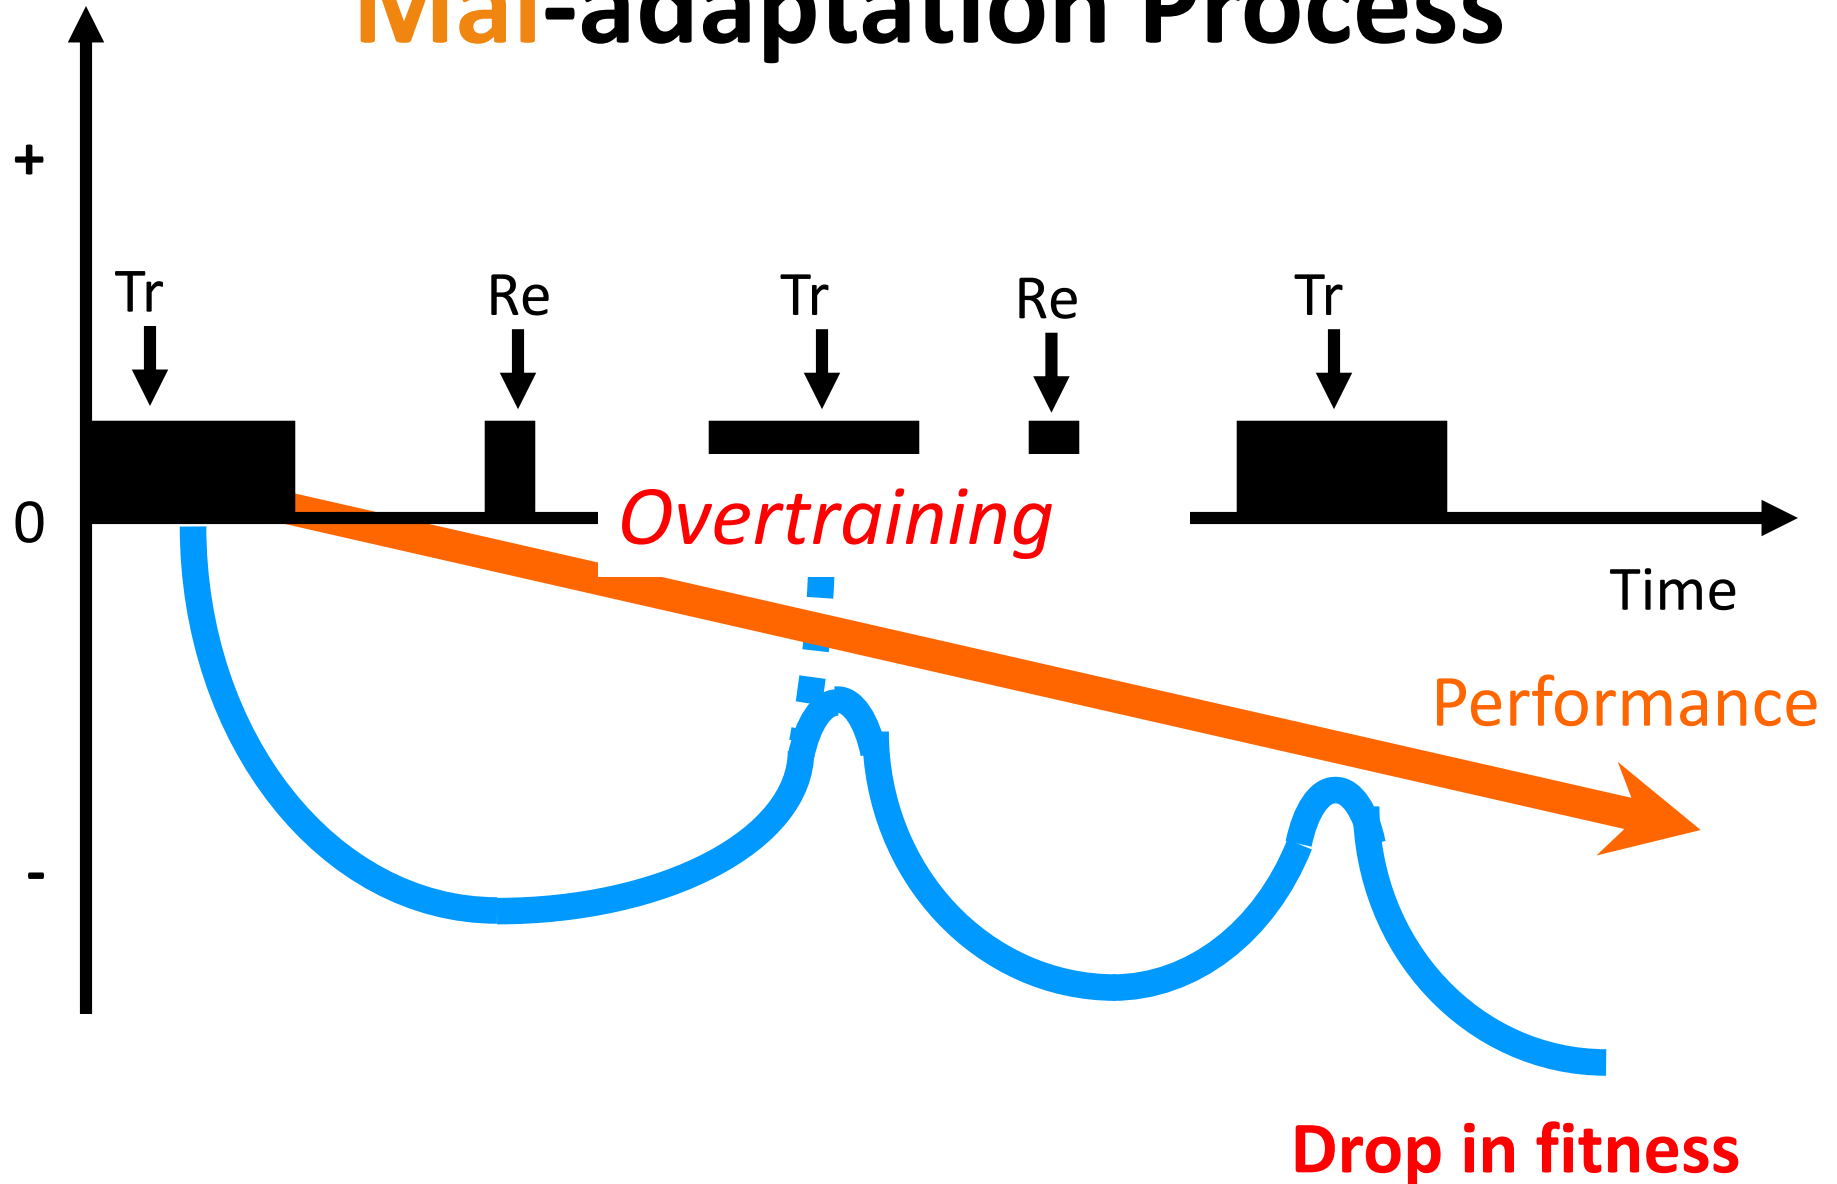 Mal-adaptation Process
+
Tr Re Tr Re Tr
0
Overtraining
Time
Performance
-
Drop in fitness